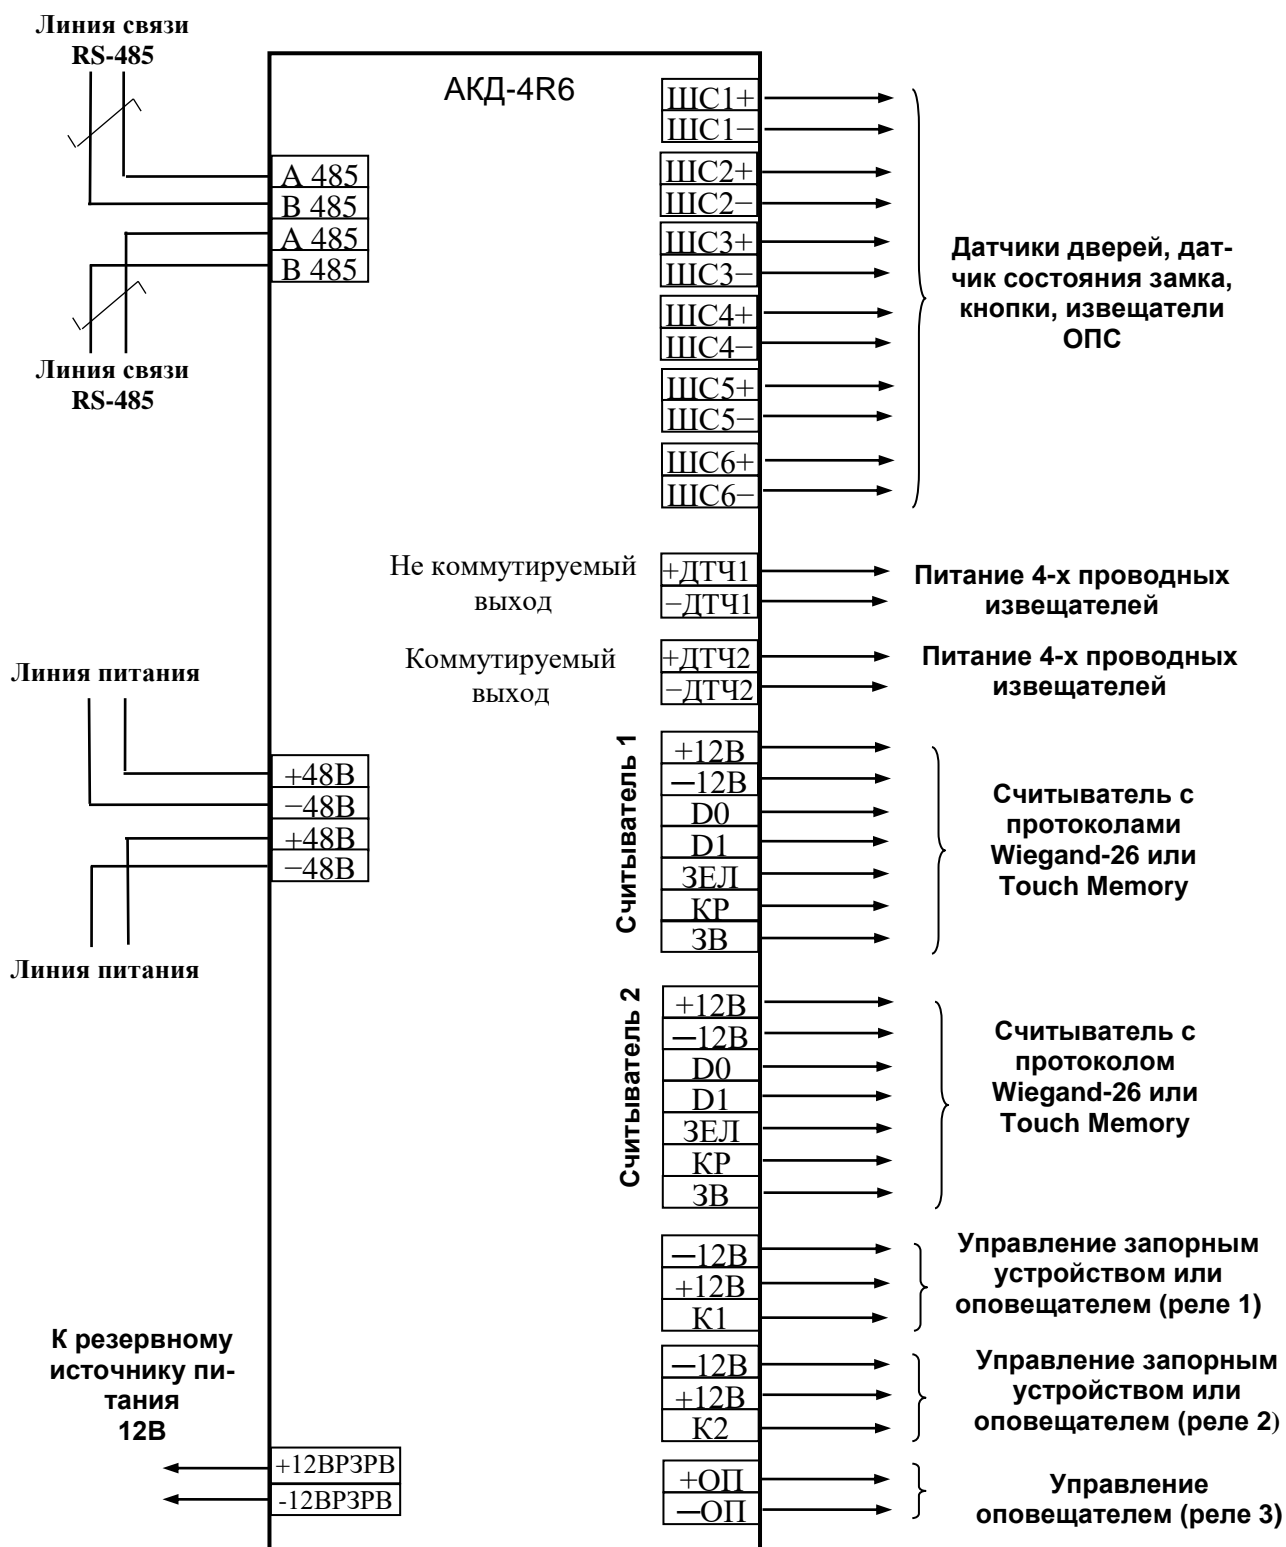 Линия связи
RS-485
АКД-4R6
А 485
В 485
А 485
В 485
Линия связи
RS-485
ШС1+
ШС1−
ШС2+
ШС2−
ШС3+
ШС3−
ШС4+
ШС4−
ШС5+
ШС5−
ШС6+
ШС6−
Датчики дверей, дат-
чик состояния замка,
кнопки, извещатели
ОПС
Не коммутируемый
выход
+ДТЧ1
−ДТЧ1
Питание 4-х проводных
извещателей
Коммутируемый
выход
+ДТЧ2
−ДТЧ2
Питание 4-х проводных
извещателей
Линия питания
+48В
−48В
+48В
−48В
Линия питания
Считыватель 1
+12В
−12В
D0
D1
ЗЕЛ
КР
ЗВ
Считыватель с
протоколами
Wiegand-26 или
Touch Memory
Считыватель 2
+12В
−12В
D0
D1
ЗЕЛ
КР
ЗВ
Считыватель с
протоколом
Wiegand-26 или
Touch Memory
−12В
+12В
К1
Управление запорным
устройством или
оповещателем (реле 1)
−12В
+12В
К2
Управление запорным
устройством или
оповещателем (реле 2)
К резервному
источнику пи-
тания
12В
+12ВРЗРВ
-12ВРЗРВ
+ОП
−ОП
Управление
оповещателем (реле 3)